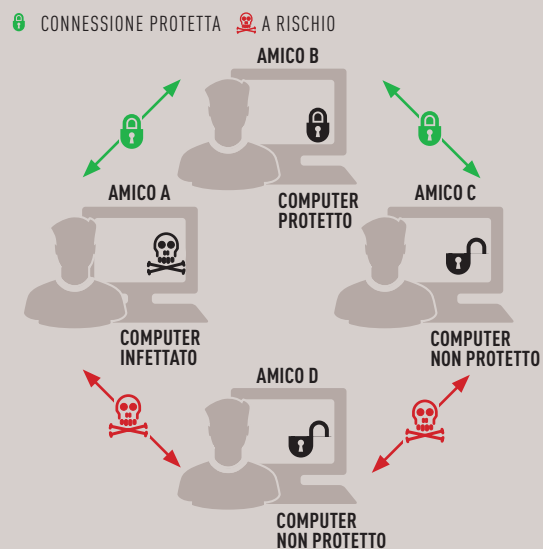 CONNESSIONE PROTETTA A RISCHIO
AMICO B
COMPUTER
PROTETTO
AMICO A
COMPUTER
INFETTATO
AMICO C
COMPUTER
NON PROTETTO
AMICO D
COMPUTER
NON PROTETTO